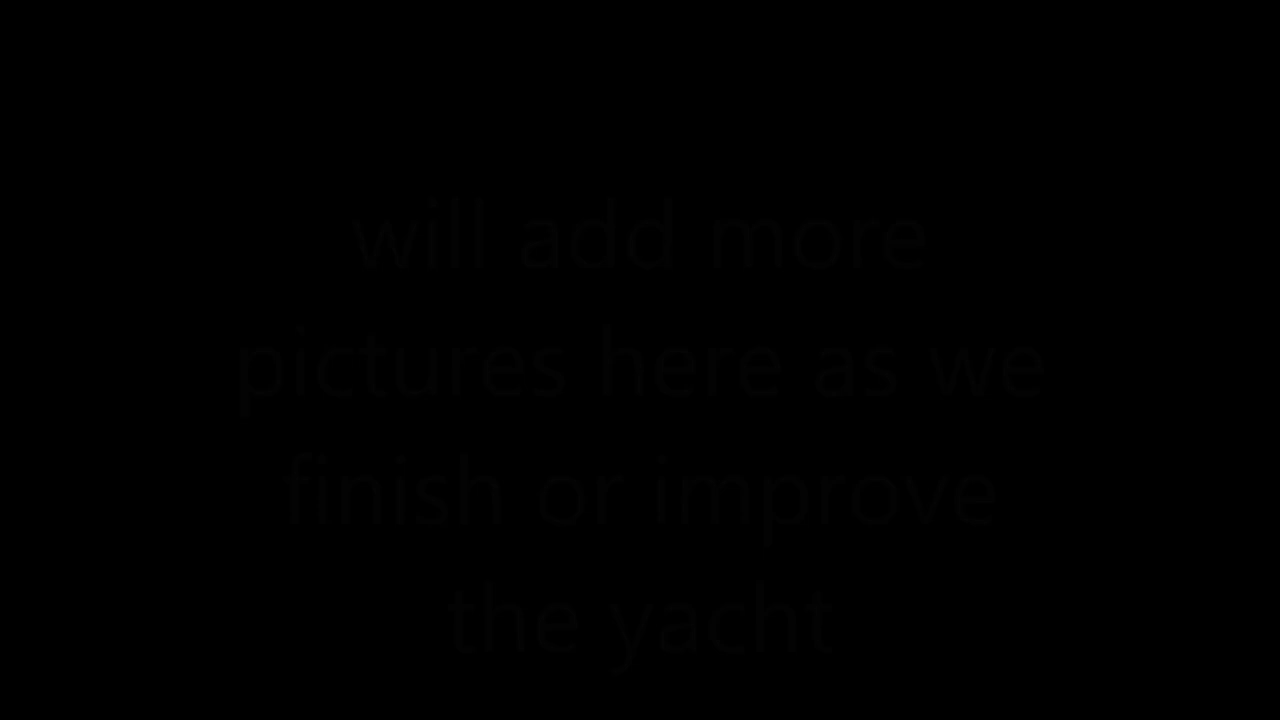 will add more
pictures here as we
finish or improve
the yacht